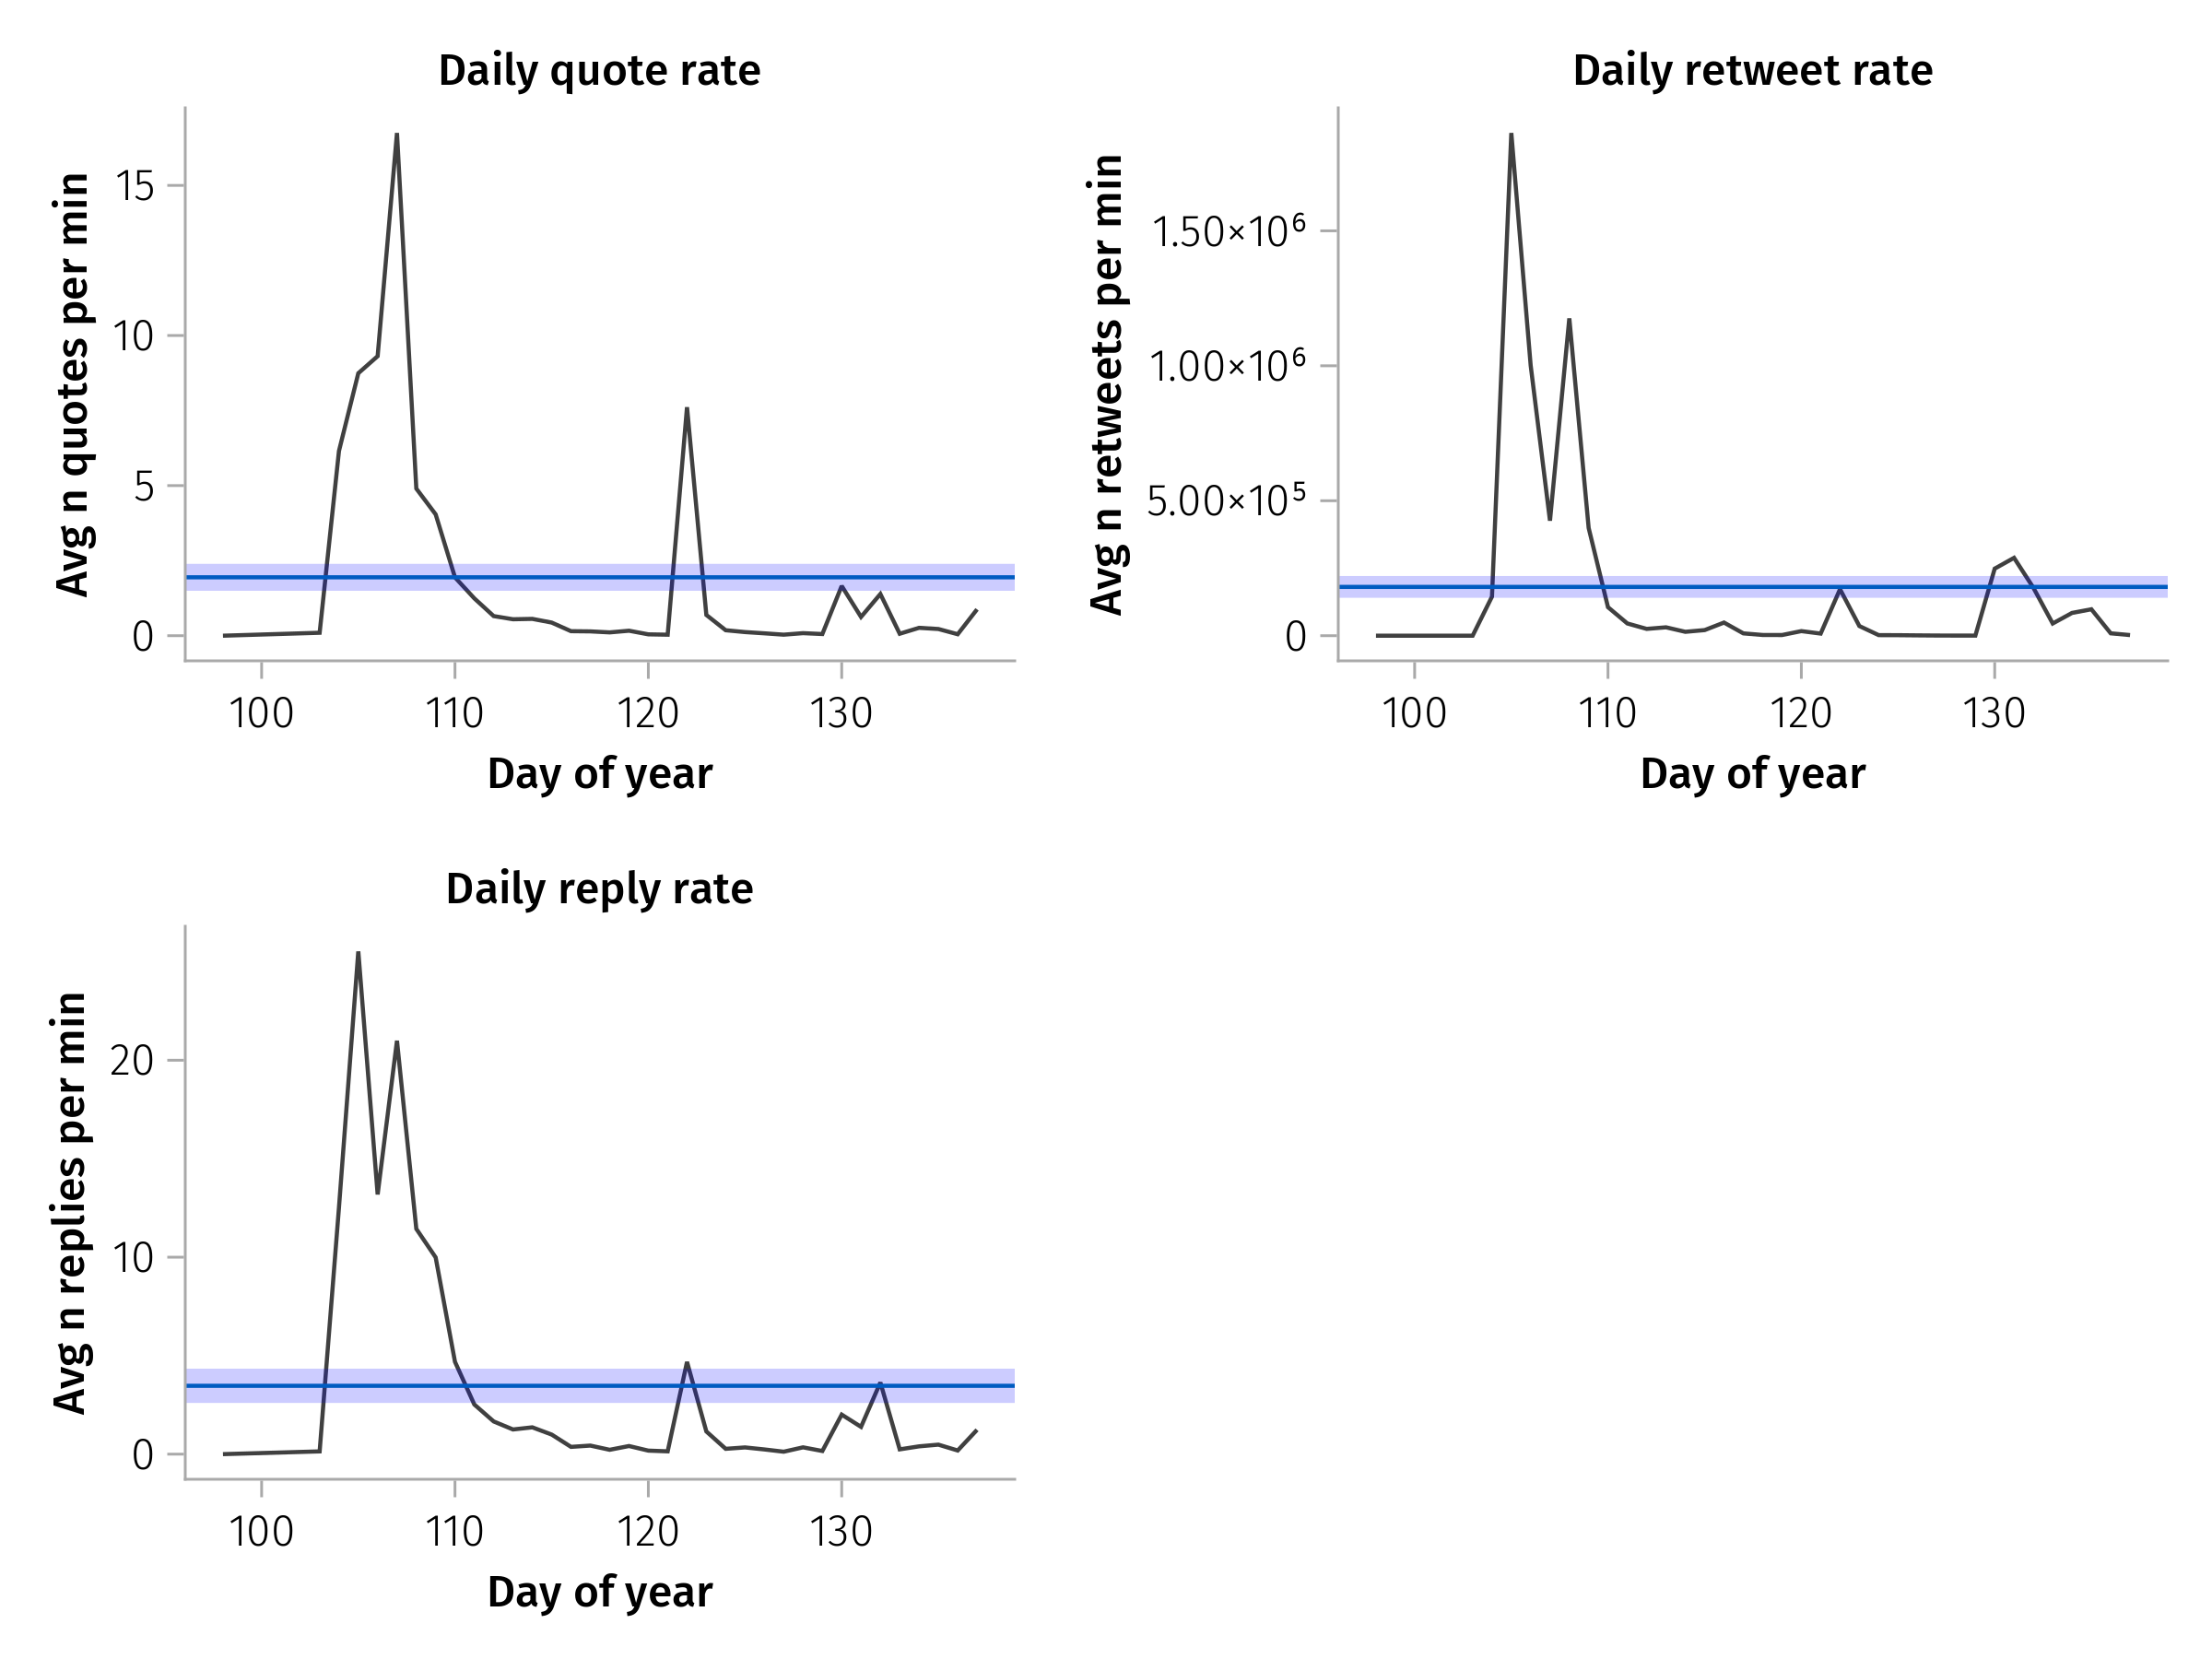 Daily quote rate
Avg n quotes per min
15
10
5
0
100 110 120 130
Day of year
Daily retweet rate
Avg n retweets per min
1.50×10⁶
1.00×10⁶
5.00×10⁵
0
100 110 120 130
Day of year
Daily reply rate
Avg n replies per min
20
10
0
100 110 120 130
Day of year